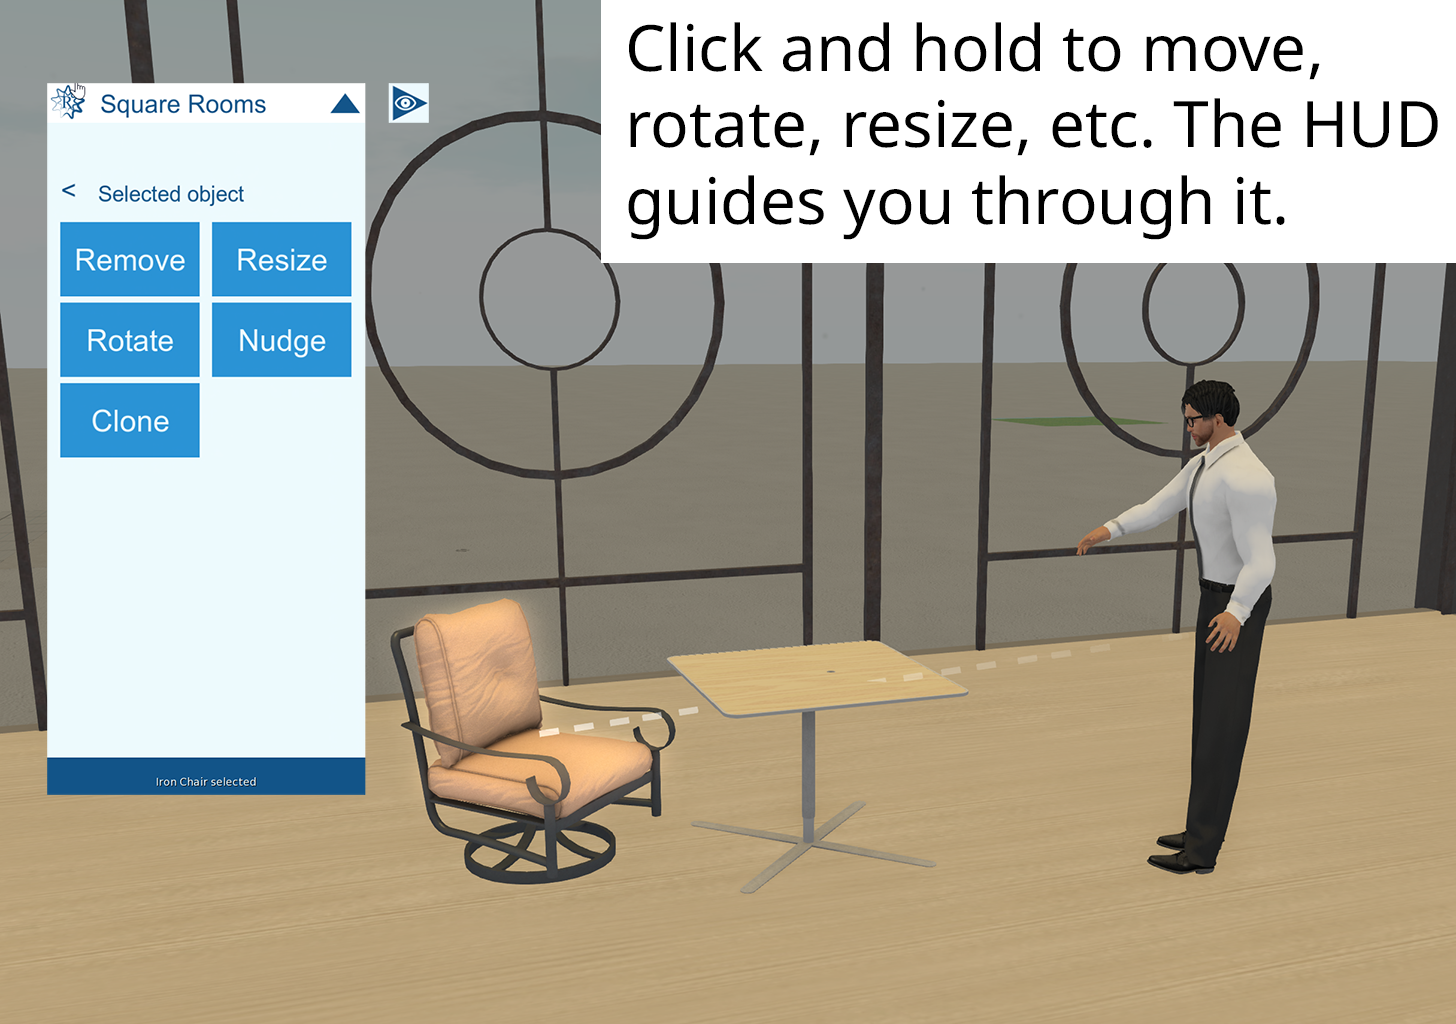 Click and hold to move,
rotate, resize, etc. The HUD
guides you through it.
Square Rooms
< Selected object
Remove
Resize
Rotate
Nudge
Clone
Iron Chair selected